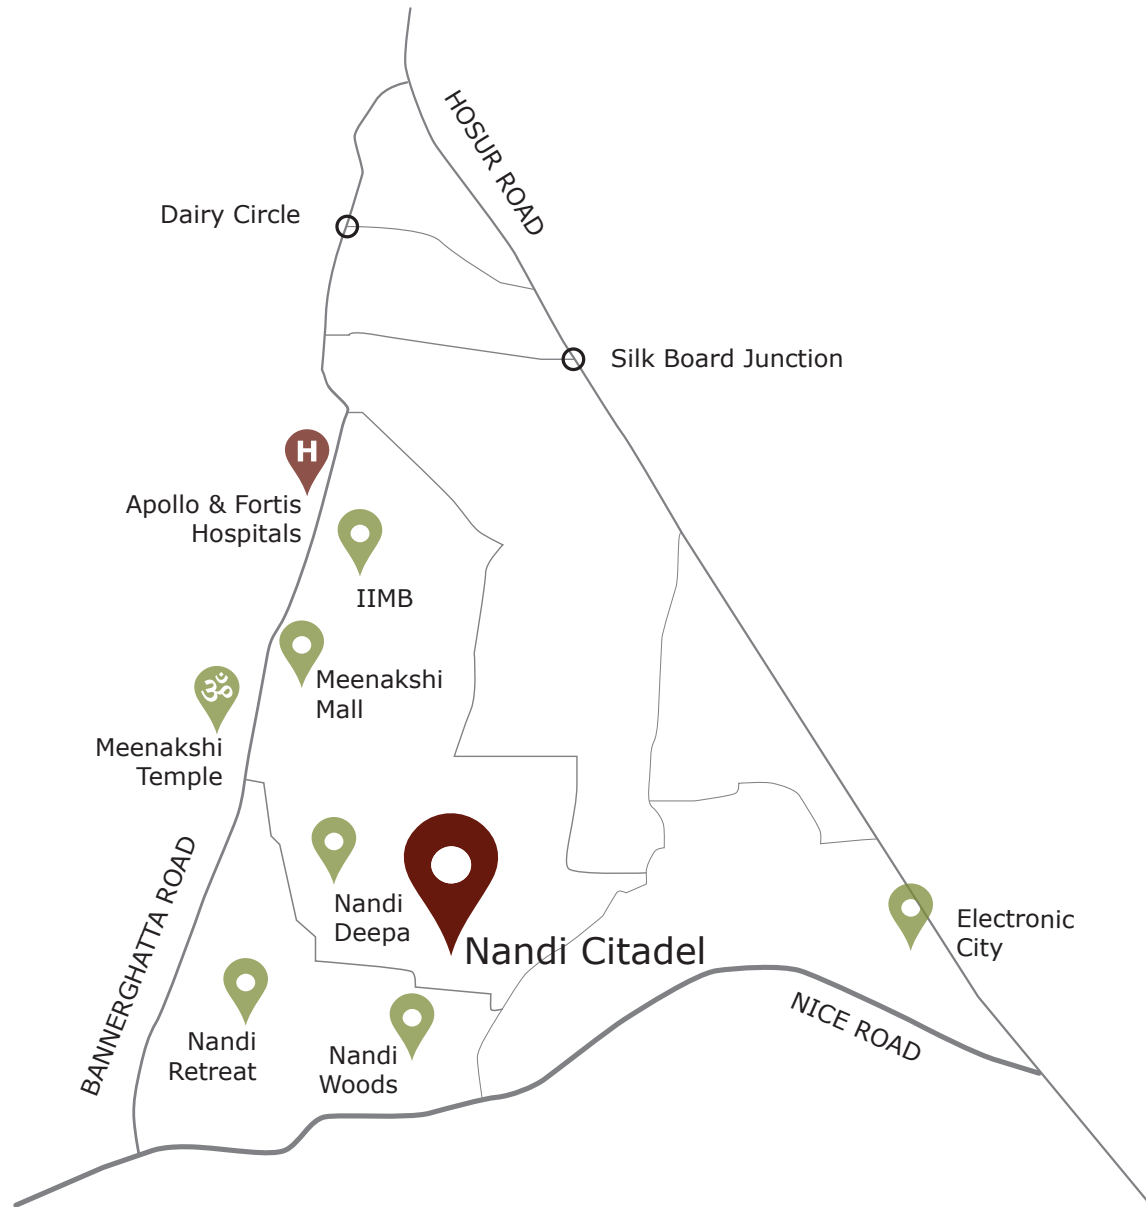 HOSUR ROAD
Dairy Circle
Silk Board Junction
H
Apollo & Fortis
Hospitals
IIMB
Meenakshi
Mall
ॐ
Meenakshi
Temple
BANNERGHATTA ROAD
Nandi
Deepa
Nandi Citadel
Electronic
City
NICE ROAD
Nandi
Retreat
Nandi
Woods